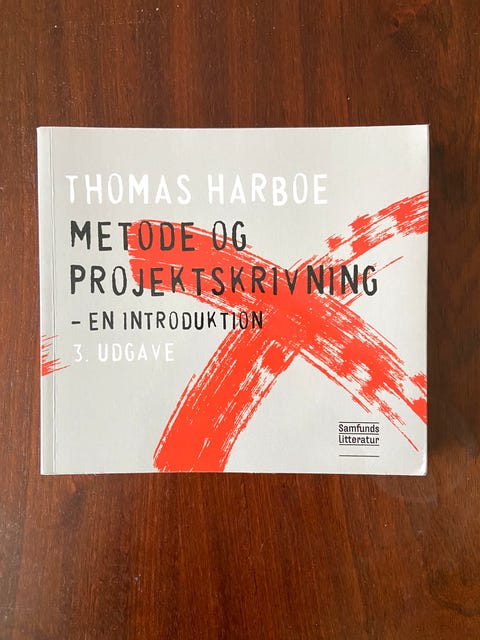 THOMAS HARBOE
METODE OG
PROJEKTSKRIVNING
- EN INTRODUKTION
3. UDGAVE
Samfunds
Litteratur